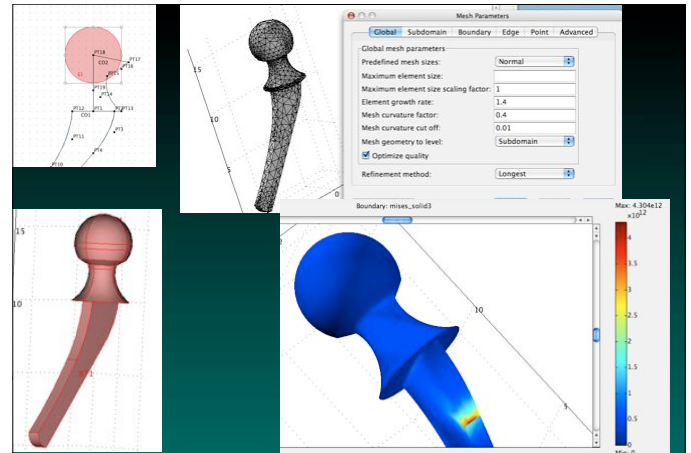 PT18
PT17
CO2
PT16
PT15
PT19
PT14
PT12
PT1
PT13
CO1
PT11
PT3
PT4
PT10
15
10
5
0
Mesh Parameters
Global
Subdomain
Boundary
Edge
Point
Advanced
Global mesh parameters
Predefined mesh sizes: Normal
Maximum element size:
Maximum element size scaling factor: 1
Element growth rate: 1.4
Mesh curvature factor: 0.4
Mesh curvature cut off: 0.01
Mesh geometry to level: Subdomain
Optimize quality
Refinement method: Longest
15
10
Boundary: mises_solid3
Max: 4.304e12
×10¹²
4
3.5
3
2.5
2
1.5
1
0.5
0
10
5